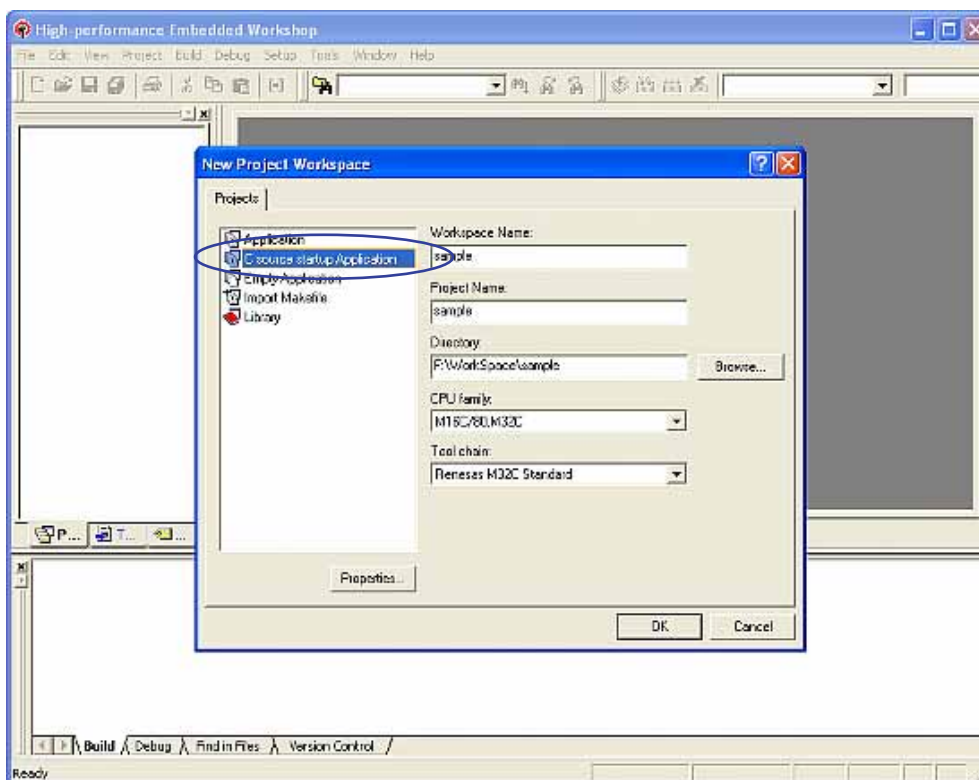 High-performance Embedded Workshop
File Edit View Project Build Debug Setup Tools Window Help
New Project Workspace
Projects
Application
C source startup Application
Empty Application
Import Makefile
Library
Properties...
Workspace Name:
sample
Project Name:
sample
Directory:
F:\WorkSpace\sample
Browse...
CPU family:
M16C/80,M32C
Tool chain:
Renesas M32C Standard
OK Cancel
P... T... ...
Build Debug Find in Files Version Control
Ready